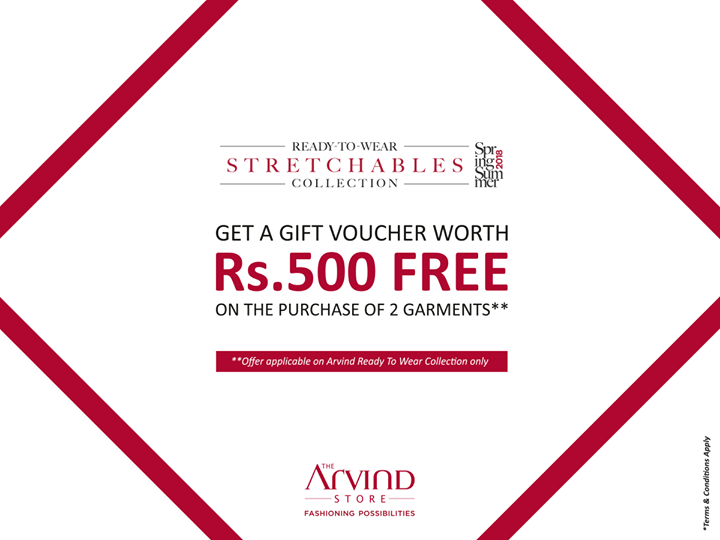 READY-TO-WEAR
STRETCHABLES
COLLECTION
Spr
ing
Sum
mer
2018
GET A GIFT VOUCHER WORTH
Rs.500 FREE
ON THE PURCHASE OF 2 GARMENTS**
**Offer applicable on Arvind Ready To Wear Collection only
THE
ARVIND
STORE
FASHIONING POSSIBILITIES
*Terms & Conditions Apply